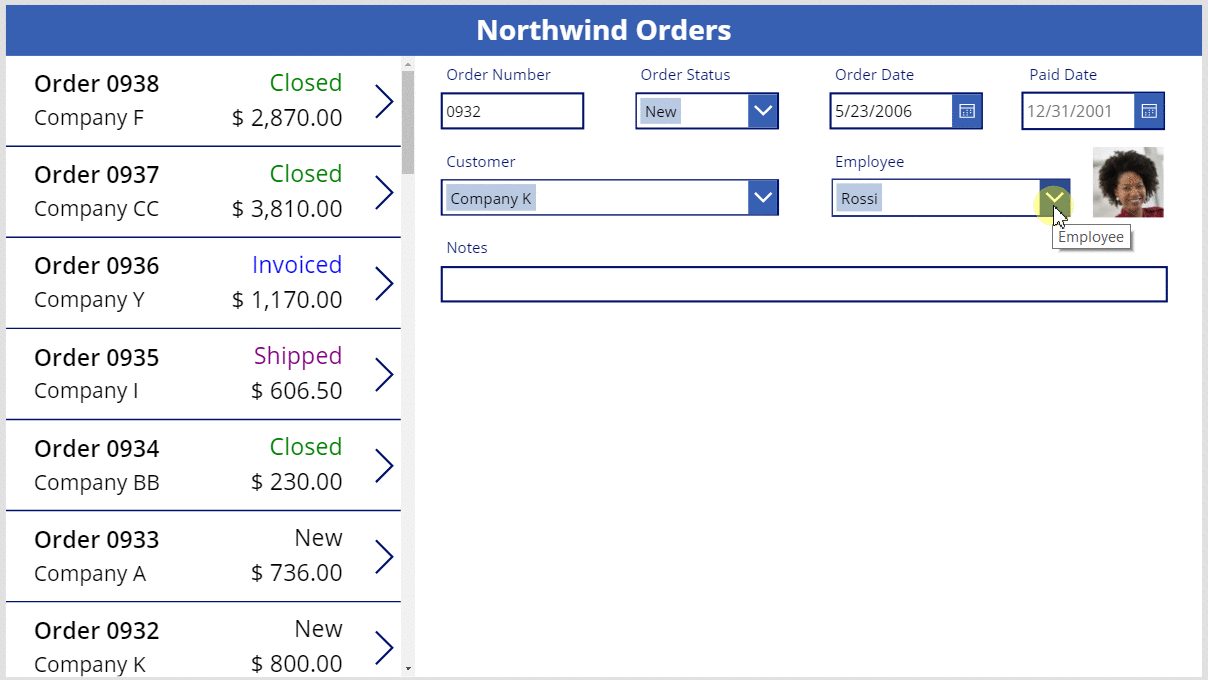 Northwind Orders
Order 0938 Closed
Company F $ 2,870.00
Order 0937 Closed
Company CC $ 3,810.00
Order 0936 Invoiced
Company Y $ 1,170.00
Order 0935 Shipped
Company I $ 606.50
Order 0934 Closed
Company BB $ 230.00
Order 0933 New
Company A $ 736.00
Order 0932 New
Company K $ 800.00
Order Number Order Status Order Date Paid Date
0932 New 5/23/2006 12/31/2001
Customer Employee
Company K Rossi
Employee
Notes